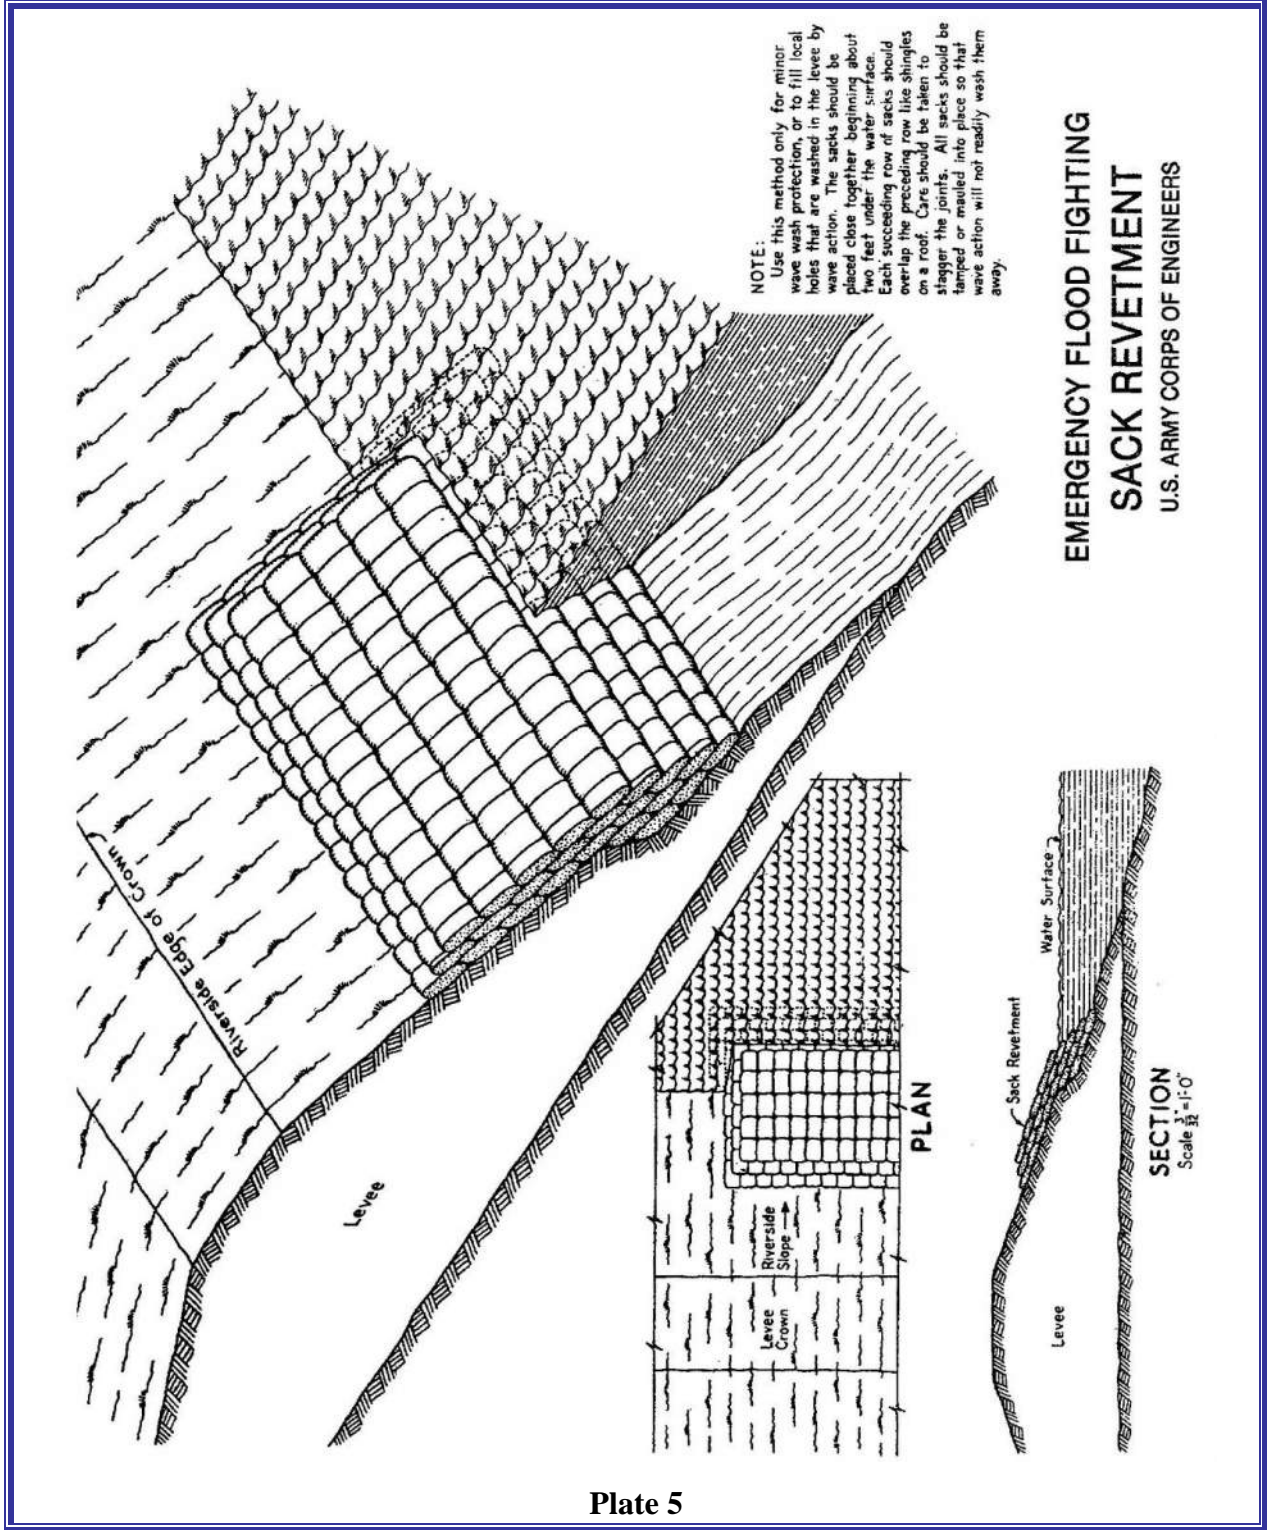 NOTE:
Use this method only for minor
wave wash protection, or to fill local
holes that are washed in the levee by
wave action. The sacks should be
placed close together beginning about
two feet under the water surface.
Each succeeding row of sacks should
overlap the preceding row like shingles
on a roof. Care should be taken to
stagger the joints. All sacks should be
tamped or mauled into place so that
wave action will not readily wash them
away.
Riverside Edge of Crown
Levee
Levee
Crown
Riverside
Slope
PLAN
Levee
Sack Revetment
Water Surface
SECTION
Scale 3/32" = 1'-0"
EMERGENCY FLOOD FIGHTING
SACK REVETMENT
U.S. ARMY CORPS OF ENGINEERS
Plate 5